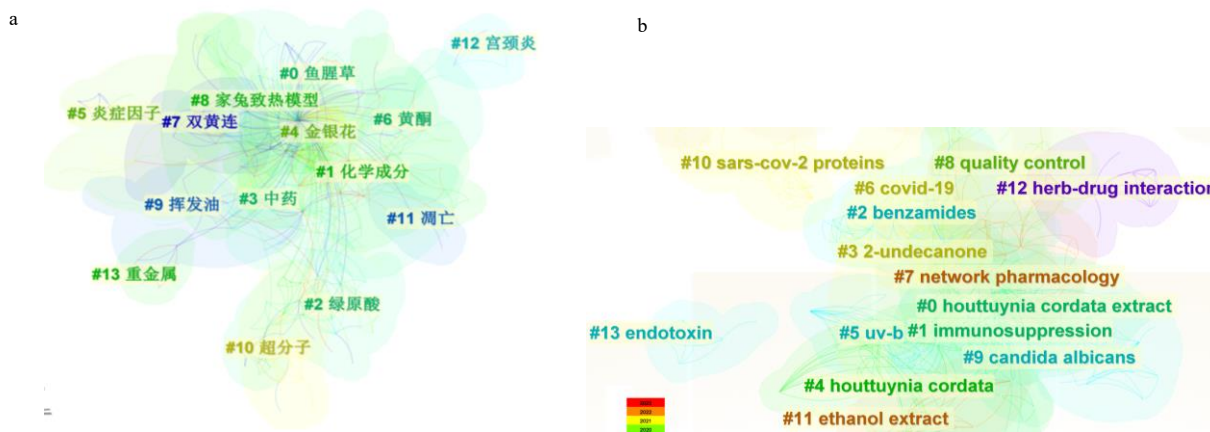 a
#12 宫颈炎
#0 鱼腥草
#8 家兔致热模型
#5 炎症因子
#7 双黄连
#6 黄酮
#4 金银花
#1 化学成分
#3 中药
#9 挥发油
#11 凋亡
#13 重金属
#2 绿原酸
#10 超分子
b
#10 sars-cov-2 proteins
#8 quality control
#6 covid-19
#12 herb-drug interaction
#2 benzamides
#3 2-undecanone
#7 network pharmacology
#0 houttuynia cordata extract
#13 endotoxin
#5 uv-b
#1 immunosuppression
#9 candida albicans
#4 houttuynia cordata
#11 ethanol extract
2021
2020